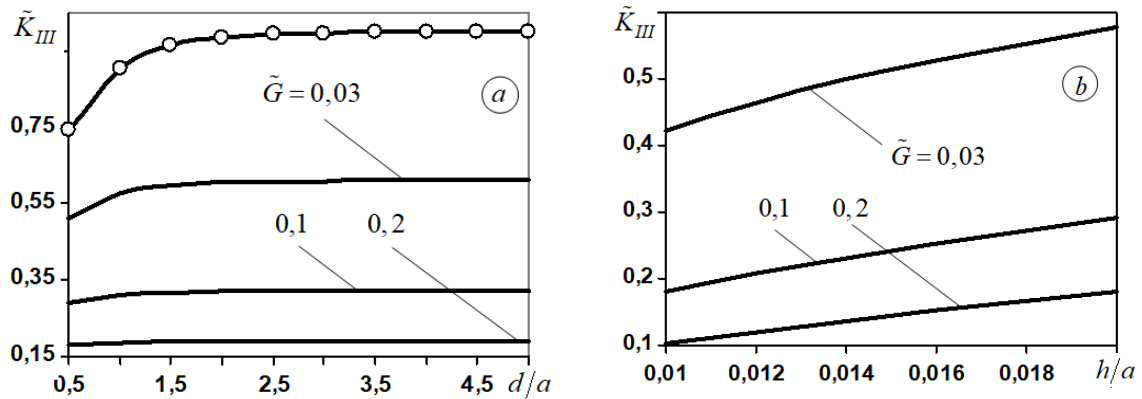 K̃_III
a
G̃ = 0,03
0,75
0,55
0,1 0,2
0,35
0,15
0,5 1,5 2,5 3,5 4,5 d/a
K̃_III
b
0,5
0,4
G̃ = 0,03
0,3
0,1 0,2
0,2
0,1
0,01 0,012 0,014 0,016 0,018 h/a